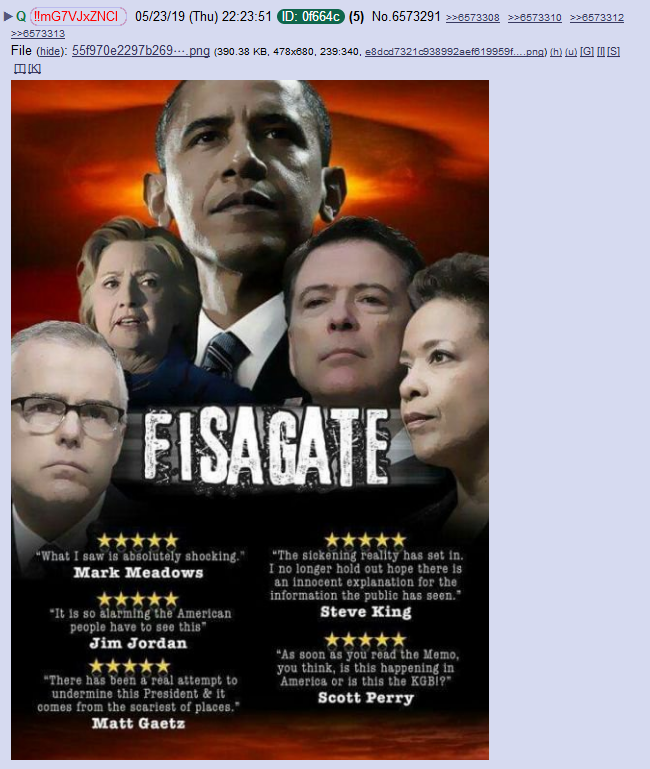 ▶ Q !!mG7VJxZNCI 05/23/19 (Thu) 22:23:51 ID: 0f664c (5) No.6573291 >>6573308 >>6573310 >>6573312
>>6573313
File (hide): 55f970e2297b269⋯.png (390.38 KB, 478x680, 239:340, e8dcd7321c938992aef619959f....png) (h) (u) [G] [I] [S]
[T] [K]
FISAGATE
"What I saw is absolutely shocking."
Mark Meadows
"It is so alarming the American
people have to see this"
Jim Jordan
"There has been a real attempt to
undermine this President & it
comes from the scariest of places."
Matt Gaetz
"The sickening reality has set in.
I no longer hold out hope there is
an innocent explanation for the
information the public has seen."
Steve King
"As soon as you read the Memo,
you think, is this happening in
America or is this the KGB!?"
Scott Perry